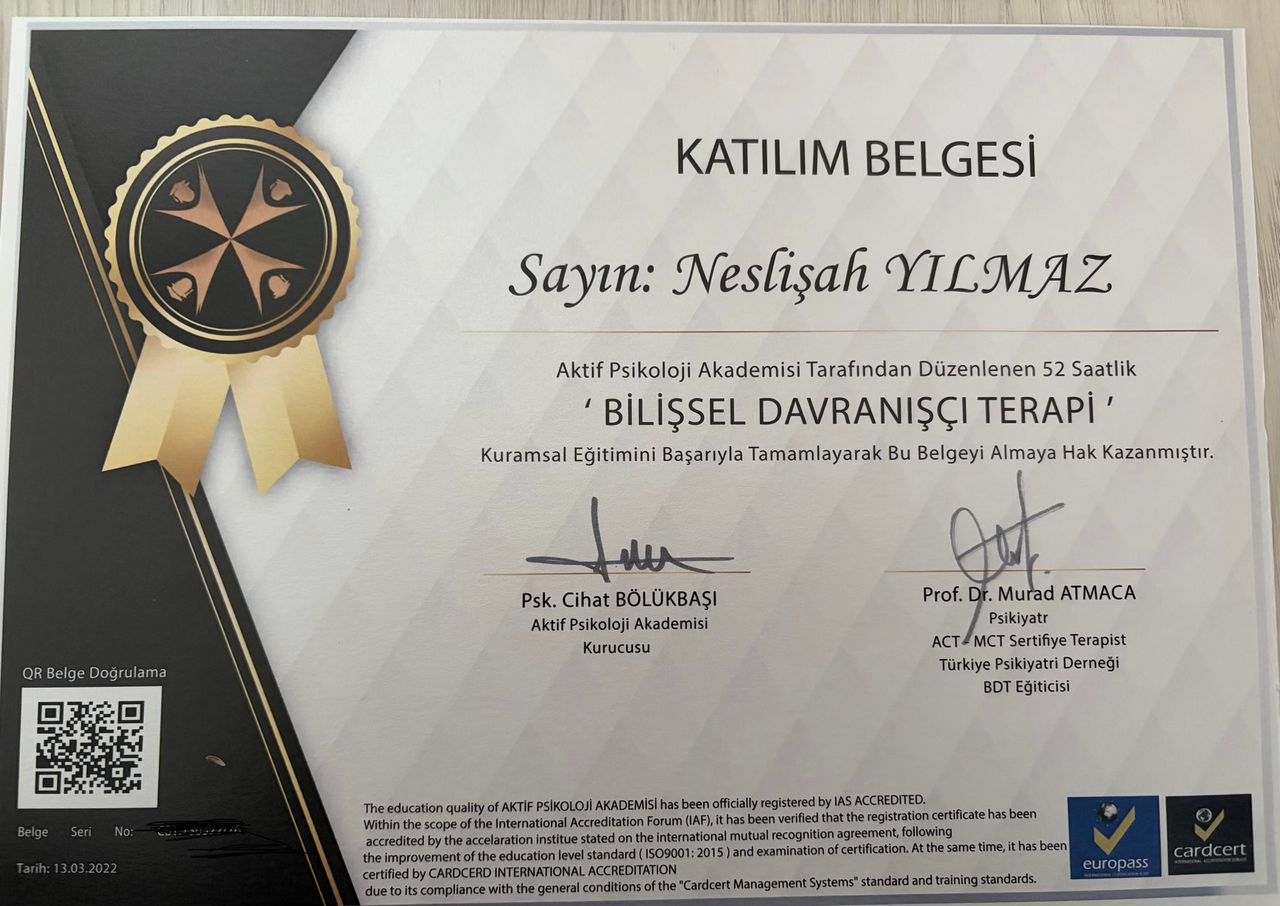 KATILIM BELGESİ
Sayın: Neslişah YILMAZ
Aktif Psikoloji Akademisi Tarafından Düzenlenen 52 Saatlik
‘ BİLİŞSEL DAVRANIŞÇI TERAPİ ’
Kuramsal Eğitimini Başarıyla Tamamlayarak Bu Belgeyi Almaya Hak Kazanmıştır.
Psk. Cihat BÖLÜKBAŞI
Aktif Psikoloji Akademisi
Kurucusu
Prof. Dr. Murad ATMACA
Psikiyatr
ACT - MCT Sertifiye Terapist
Türkiye Psikiyatri Derneği
BDT Eğiticisi
QR Belge Doğrulama
Belge Seri No:
Tarih: 13.03.2022
The education quality of AKTİF PSİKOLOJİ AKADEMİSİ has been officially registered by IAS ACCREDITED.
Within the scope of the International Accreditation Forum (IAF), it has been verified that the registration certificate has been
accredited by the accelaration institue stated on the international mutual recognition agreement, following
the improvement of the education level standard ( ISO9001: 2015 ) and examination of certification. At the same time, it has been
certified by CARDCERD INTERNATIONAL ACCREDITATION
due to its compliance with the general conditions of the "Cardcert Management Systems" standard and training standards.
europass
cardcert